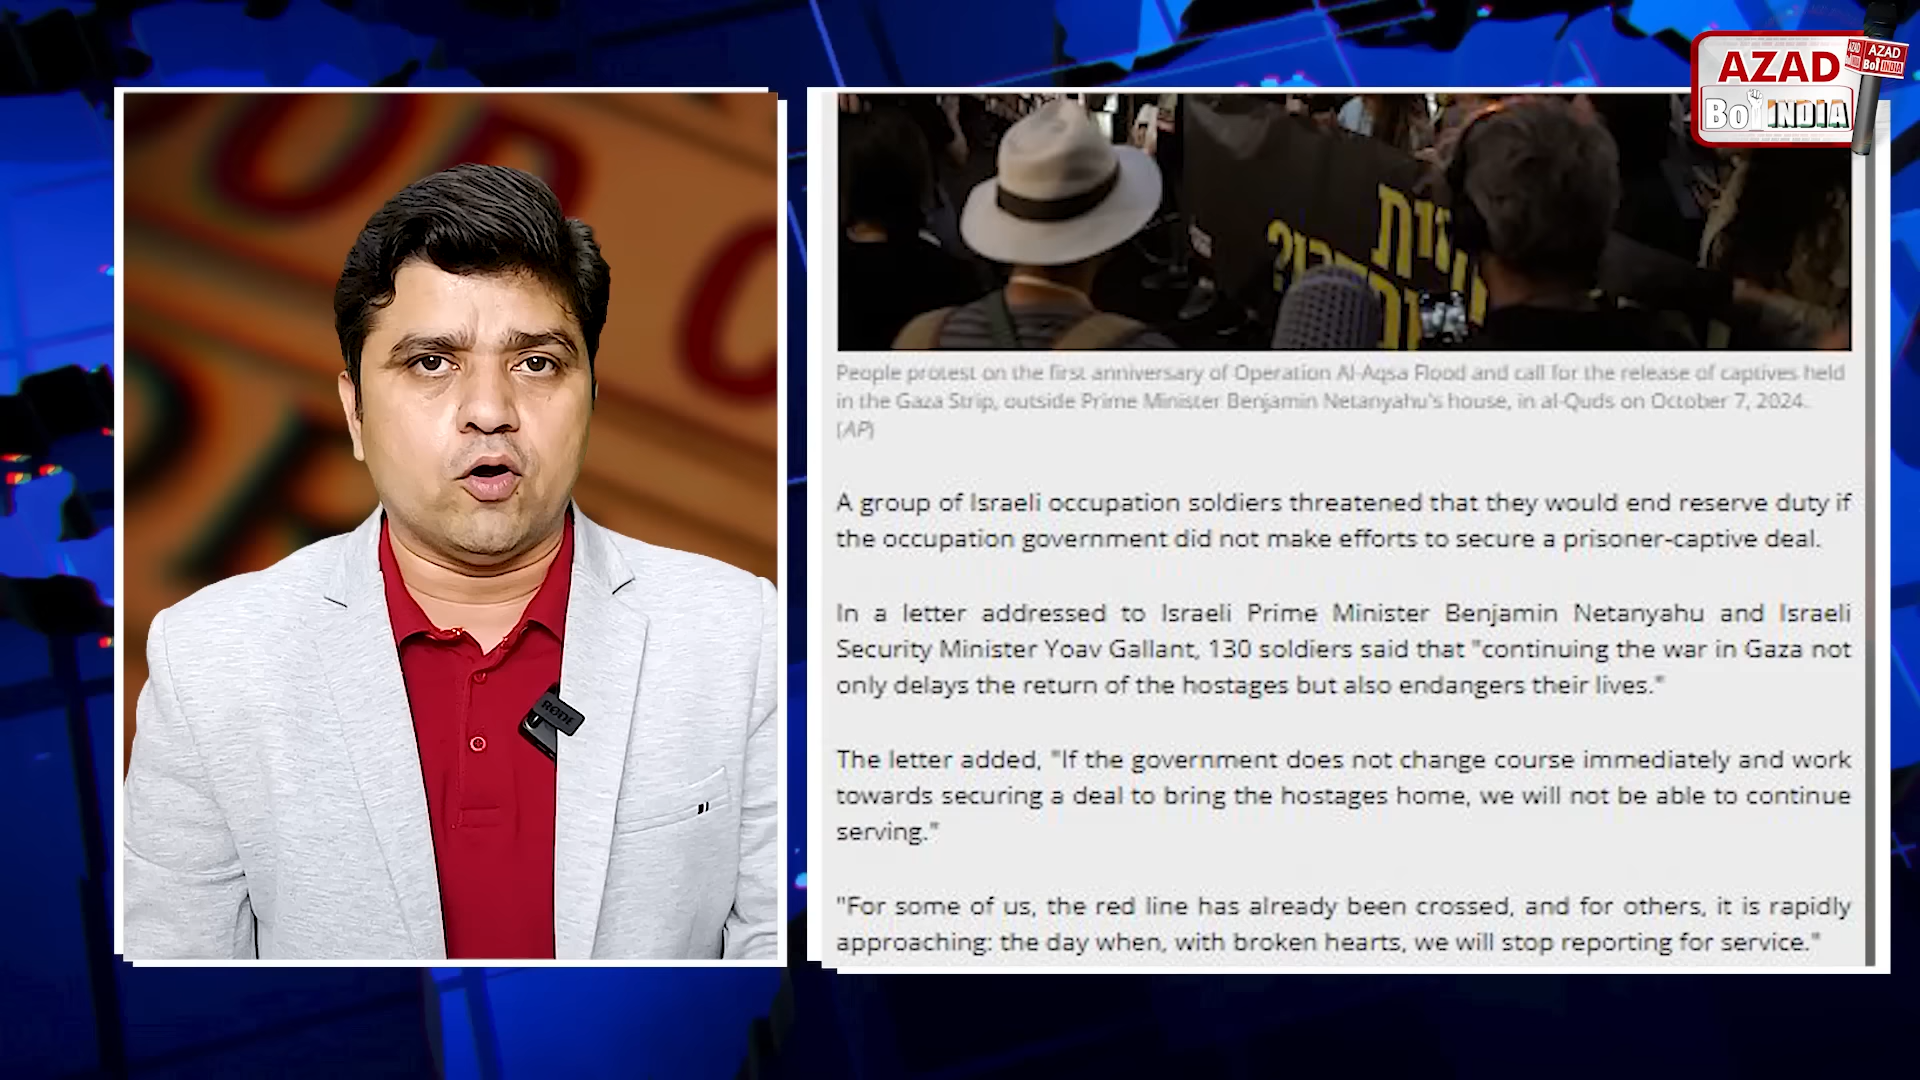 AZAD
Bol INDIA
AZAD
AZAD
Bol INDIA
RØDE
People protest on the first anniversary of Operation Al-Aqsa Flood and call for the release of captives held
in the Gaza Strip, outside Prime Minister Benjamin Netanyahu's house, in al-Quds on October 7, 2024.
(AP)
A group of Israeli occupation soldiers threatened that they would end reserve duty if
the occupation government did not make efforts to secure a prisoner-captive deal.
In a letter addressed to Israeli Prime Minister Benjamin Netanyahu and Israeli
Security Minister Yoav Gallant, 130 soldiers said that "continuing the war in Gaza not
only delays the return of the hostages but also endangers their lives."
The letter added, "If the government does not change course immediately and work
towards securing a deal to bring the hostages home, we will not be able to continue
serving."
"For some of us, the red line has already been crossed, and for others, it is rapidly
approaching: the day when, with broken hearts, we will stop reporting for service."